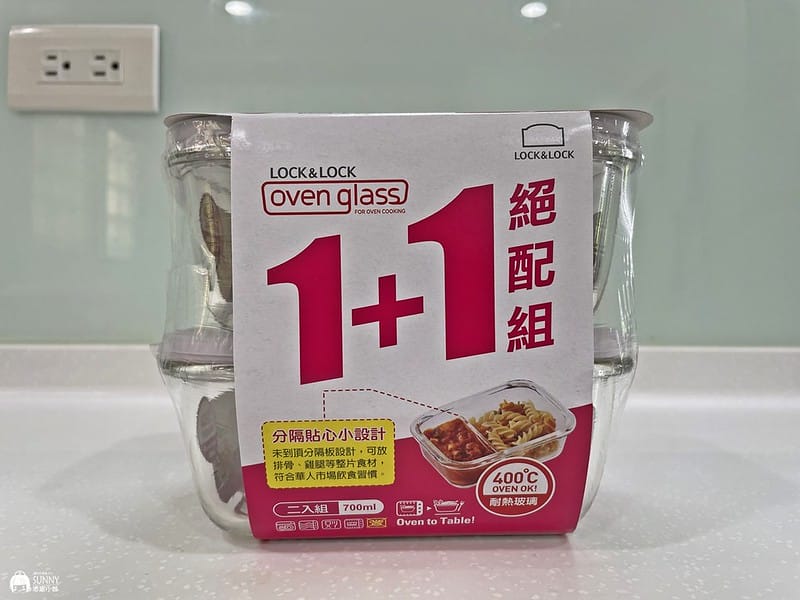 LOCK&LOCK
LOCK&LOCK
oven glass
FOR OVEN COOKING
1+1
絕配組
分隔貼心小設計
未到頂分隔板設計，可放
排骨、雞腿等整片食材，
符合華人市場飲食習慣。
400°C
OVEN OK!
耐熱玻璃
二入組 700ml
Oven to Table!
SUNNY